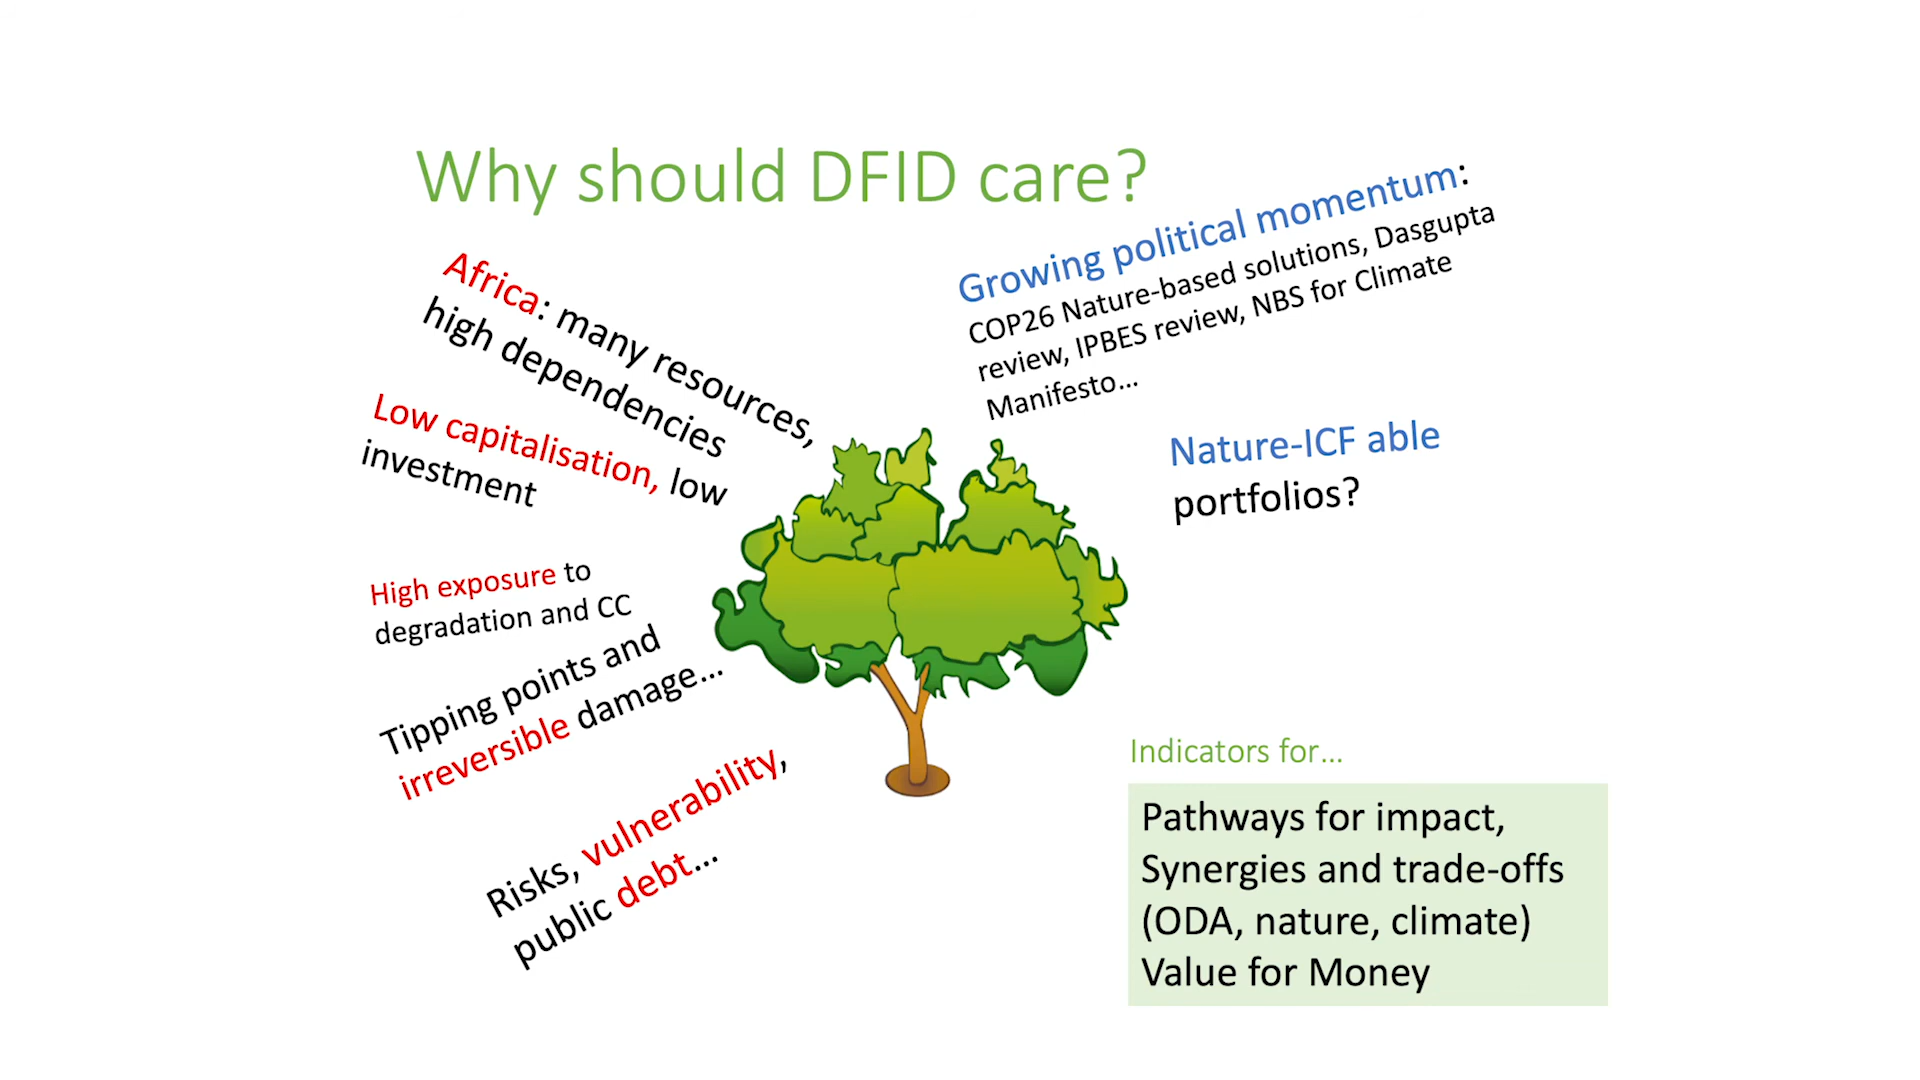 Why should DFID care?
Africa: many resources,
high dependencies
Low capitalisation, low
investment
High exposure to
degradation and CC
Tipping points and
irreversible damage...
Risks, vulnerability,
public debt...
Growing political momentum:
COP26 Nature-based solutions, Dasgupta
review, IPBES review, NBS for Climate
Manifesto...
Nature-ICF able
portfolios?
Indicators for...
Pathways for impact,
Synergies and trade-offs
(ODA, nature, climate)
Value for Money